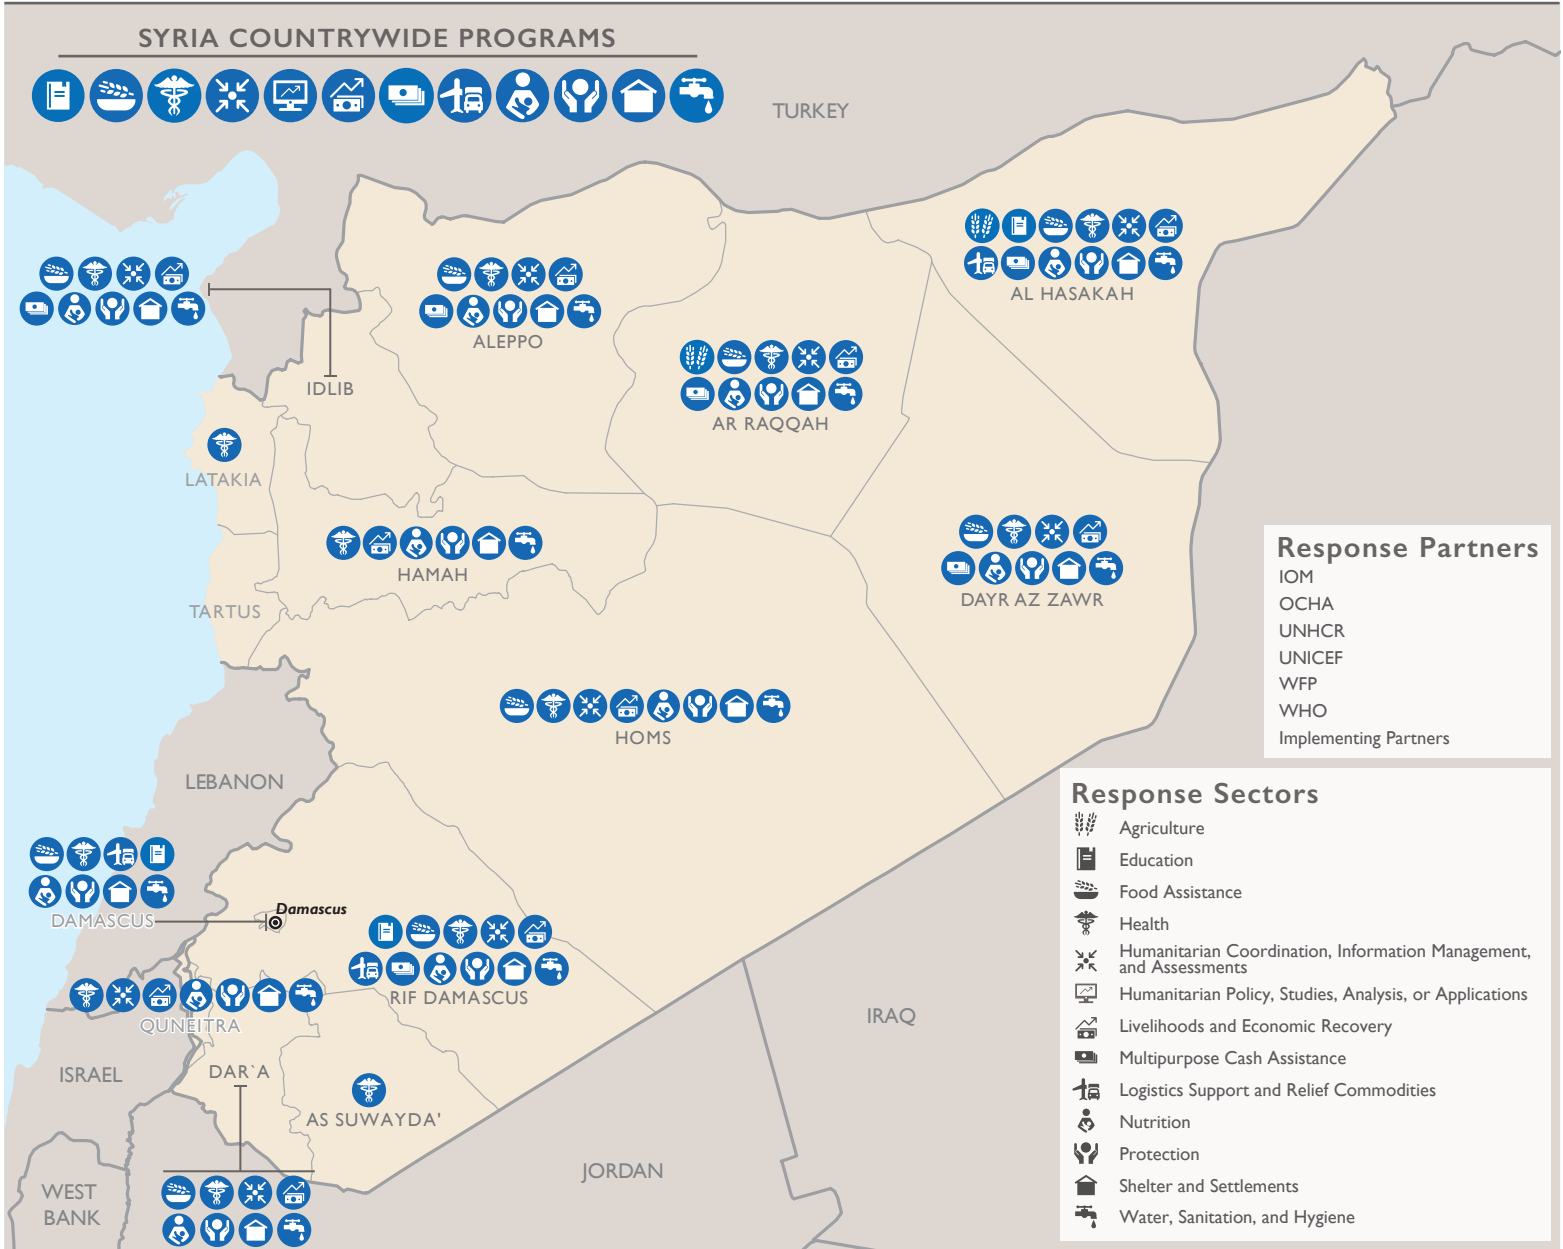 SYRIA COUNTRYWIDE PROGRAMS
TURKEY
AL HASAKAH
ALEPPO
IDLIB
AR RAQQAH
LATAKIA
HAMAH
DAYR AZ ZAWR
TARTUS
HOMS
LEBANON
DAMASCUS
Damascus
RIF DAMASCUS
QUNEITRA
IRAQ
ISRAEL
DAR`A
AS SUWAYDA'
JORDAN
WEST
BANK
Response Partners
IOM
OCHA
UNHCR
UNICEF
WFP
WHO
Implementing Partners
Response Sectors
Agriculture
Education
Food Assistance
Health
Humanitarian Coordination, Information Management,
and Assessments
Humanitarian Policy, Studies, Analysis, or Applications
Livelihoods and Economic Recovery
Multipurpose Cash Assistance
Logistics Support and Relief Commodities
Nutrition
Protection
Shelter and Settlements
Water, Sanitation, and Hygiene